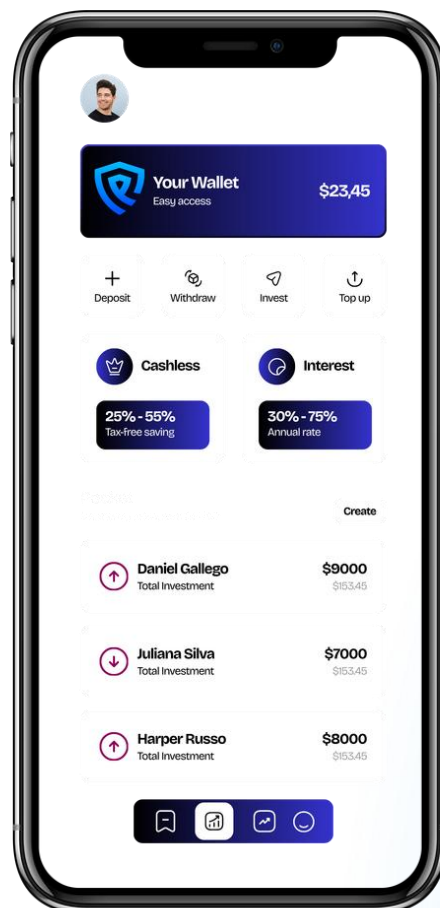 Your Wallet
Easy access
$23,45
Deposit
Withdraw
Invest
Top up
Cashless
Interest
25% - 55%
Tax-free saving
30% - 75%
Annual rate
Create
Daniel Gallego
$9000
Total Investment
$153.45
Juliana Silva
$7000
Total Investment
$153.45
Harper Russo
$8000
Total Investment
$153.45